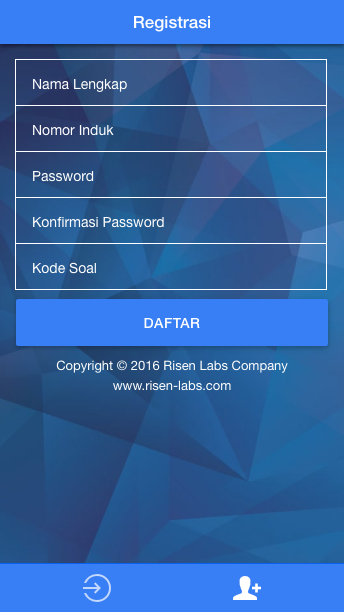 Registrasi
Nama Lengkap
Nomor Induk
Password
Konfirmasi Password
Kode Soal
DAFTAR
Copyright © 2016 Risen Labs Company
www.risen-labs.com